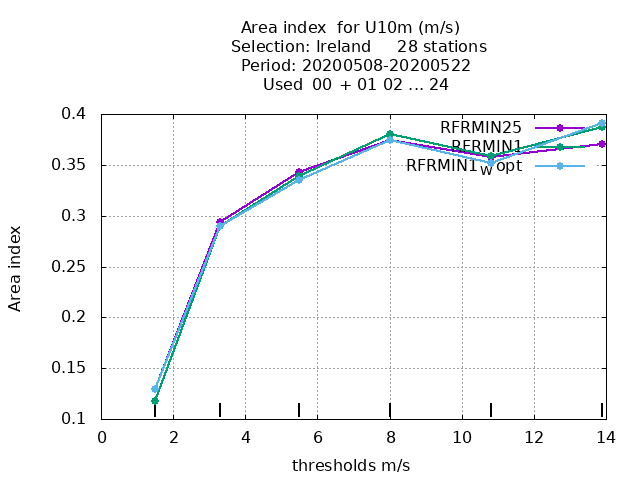 Area index for U10m (m/s)
Selection: Ireland 28 stations
Period: 20200508-20200522
Used 00 + 01 02 ... 24
0.4
0.35
0.3
0.25
0.2
0.15
0.1
Area index
RFRMIN25
RFRMIN1
RFRMIN1wopt
0 2 4 6 8 10 12 14
thresholds m/s